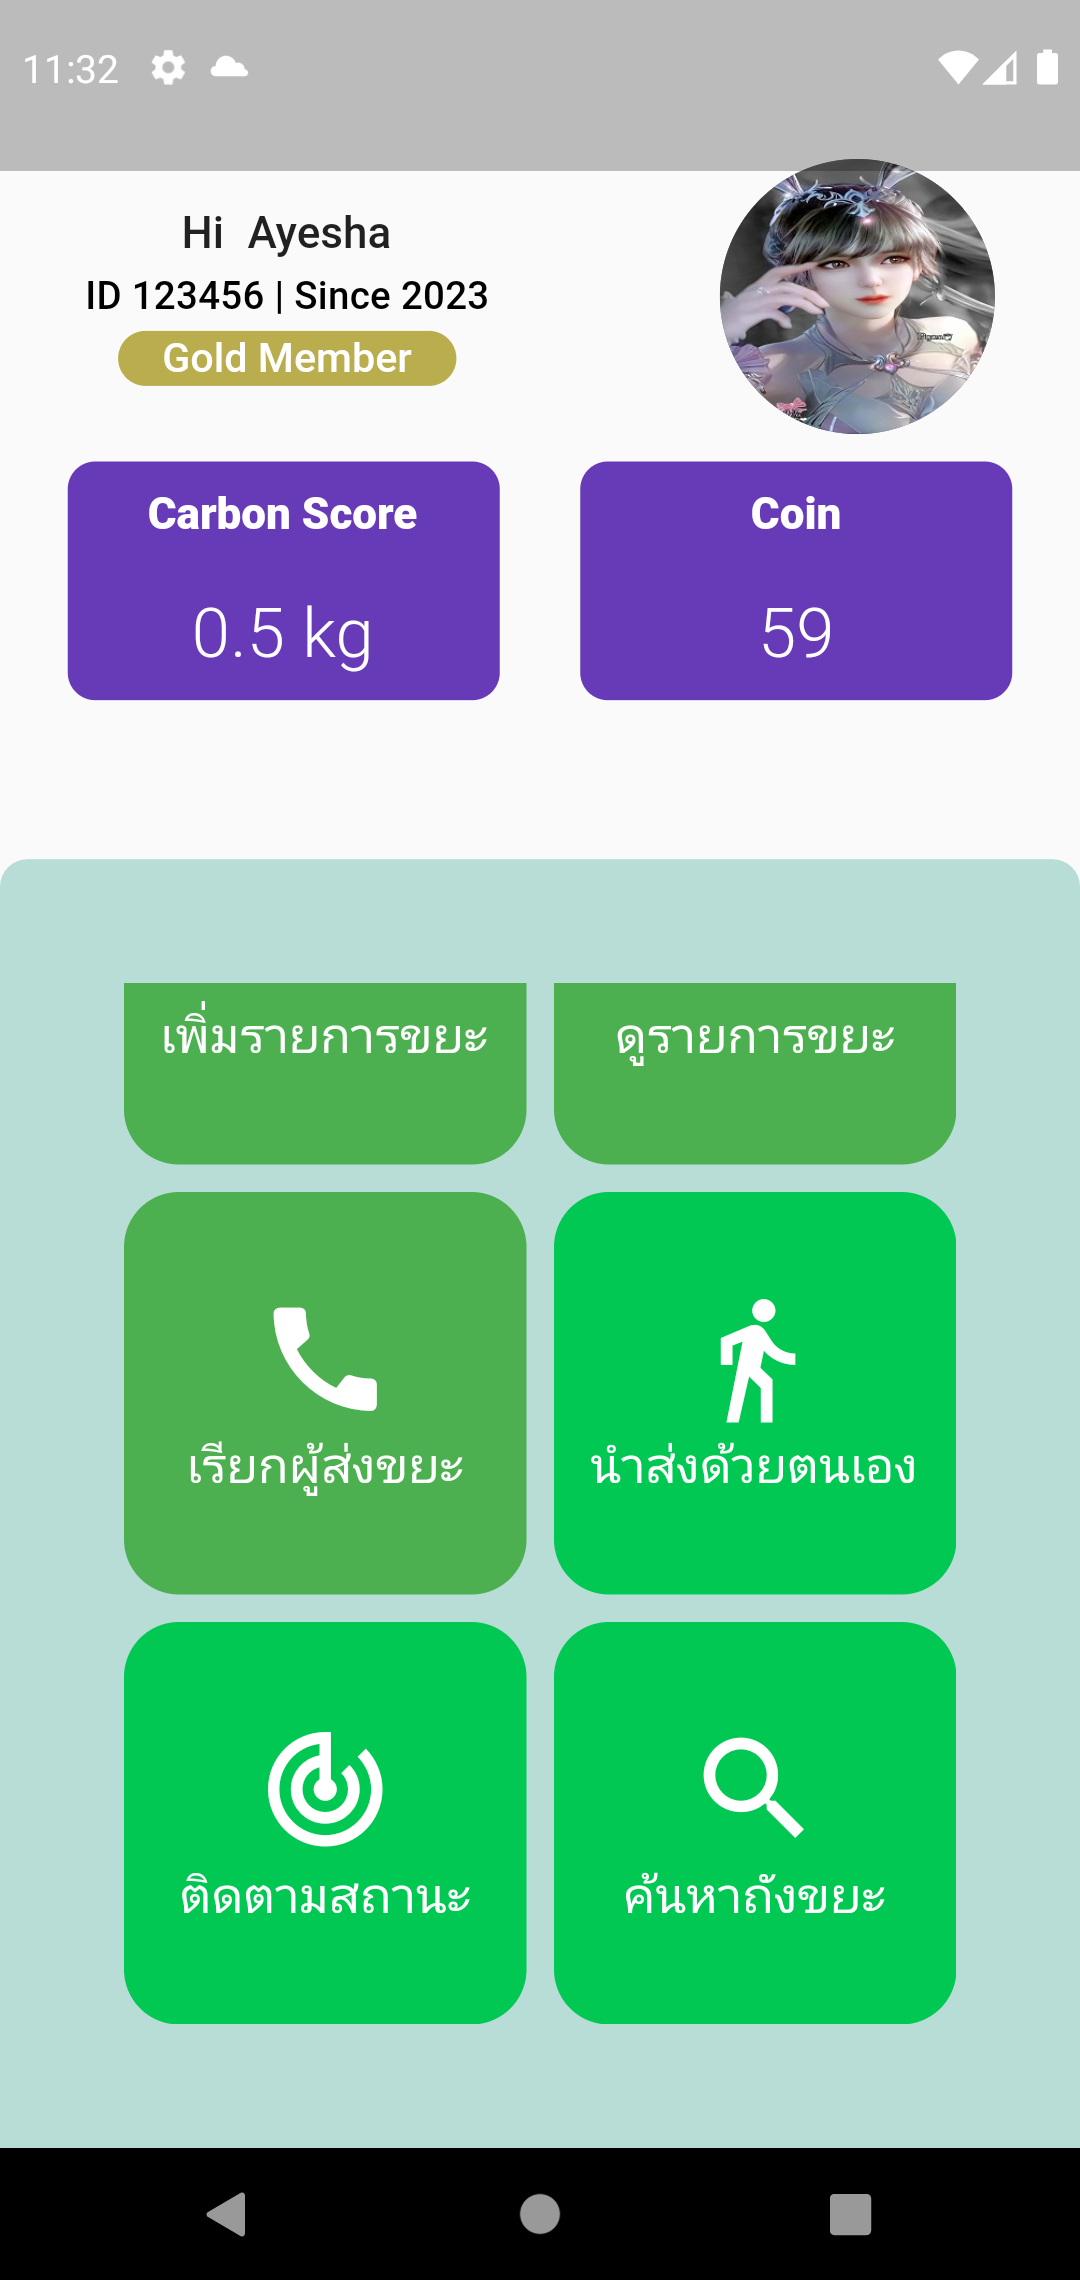 11:32
Hi Ayesha
ID 123456 | Since 2023
Gold Member
Carbon Score
Coin
0.5 kg
59
เพิ่มรายการขยะ
ดูรายการขยะ
เรียกผู้ส่งขยะ
นำส่งด้วยตนเอง
ติดตามสถานะ
ค้นหาถังขยะ